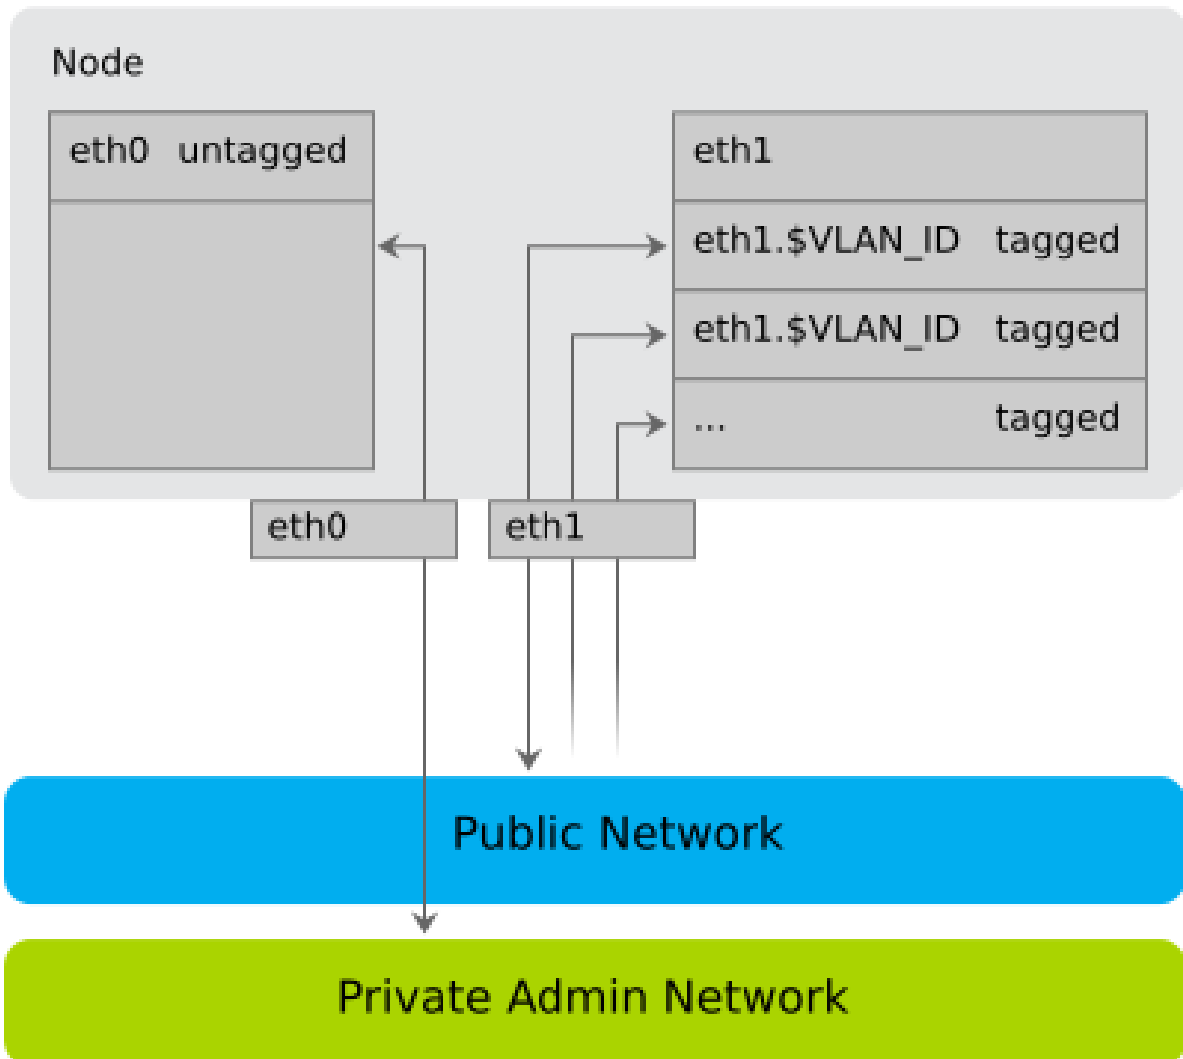 Node
eth0 untagged
eth1
eth1.$VLAN_ID tagged
eth1.$VLAN_ID tagged
... tagged
eth0
eth1
Public Network
Private Admin Network